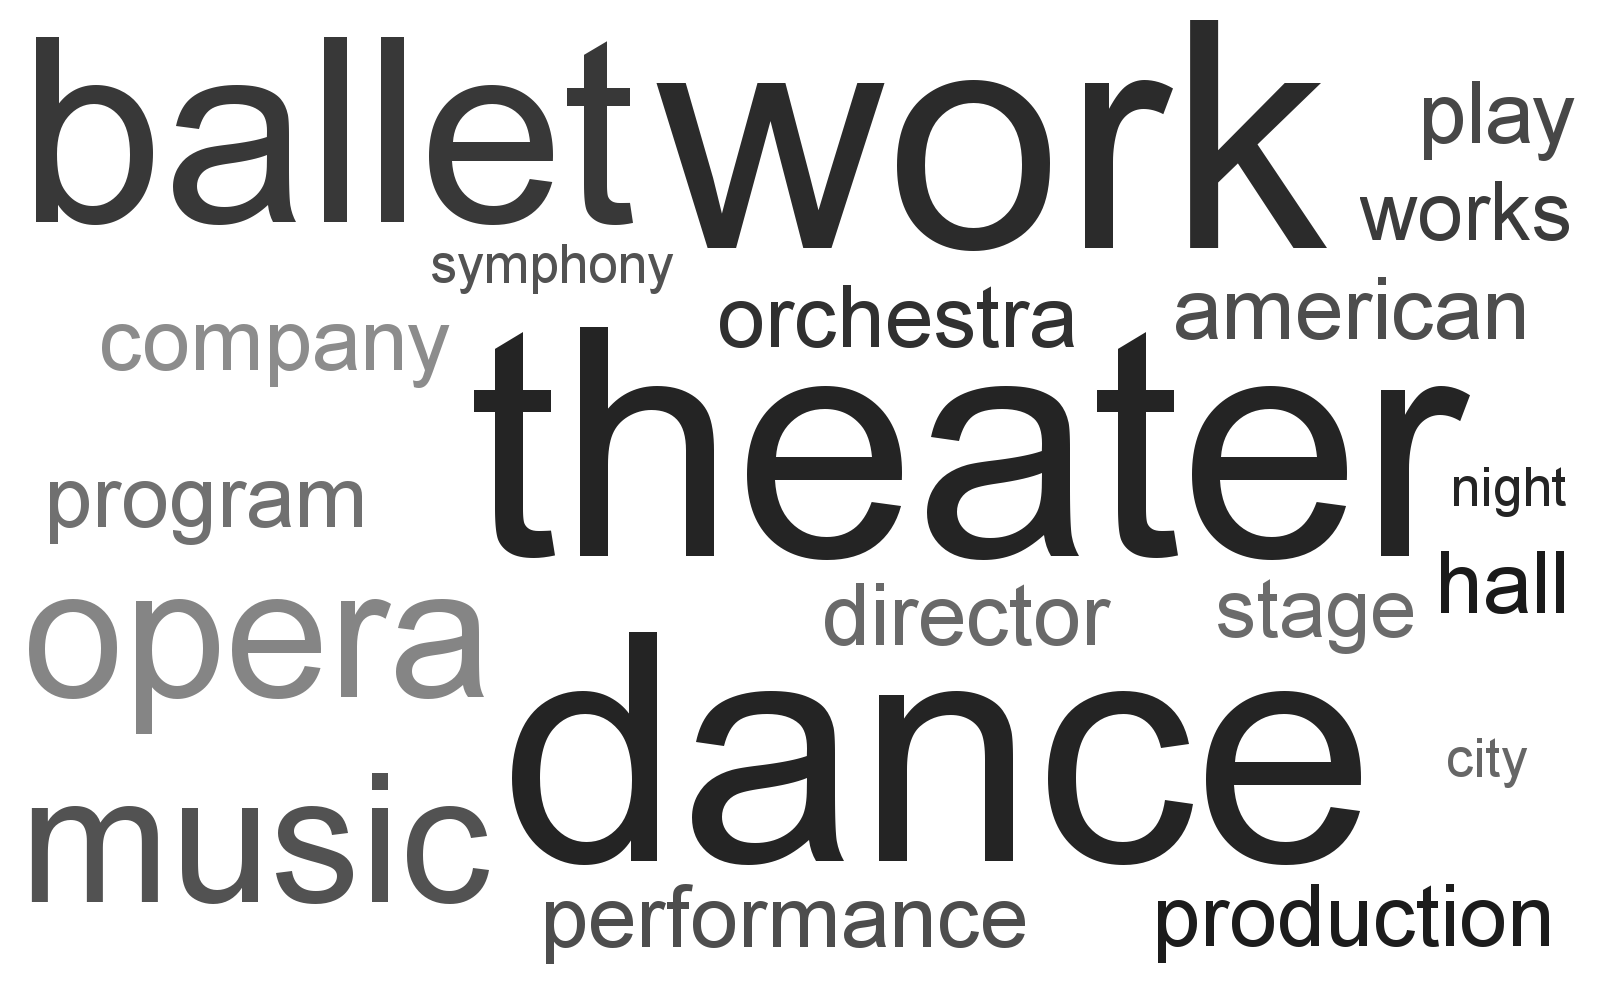 ballet work play
works
symphony
orchestra american
company
theater
program night
hall
opera director stage
dance
city
music
performance production